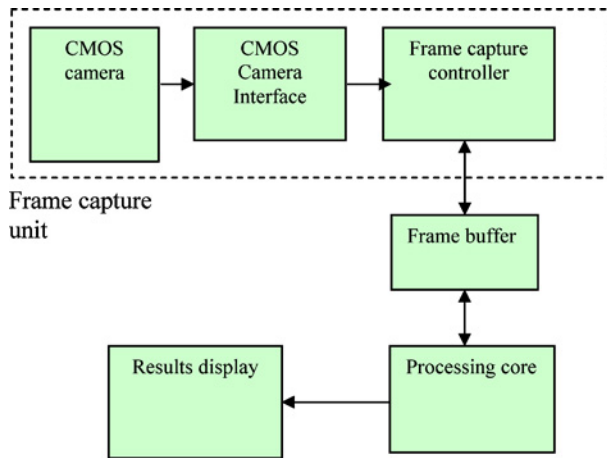 CMOS
camera
CMOS
Camera
Interface
Frame capture
controller
Frame capture
unit
Frame buffer
Results display
Processing core